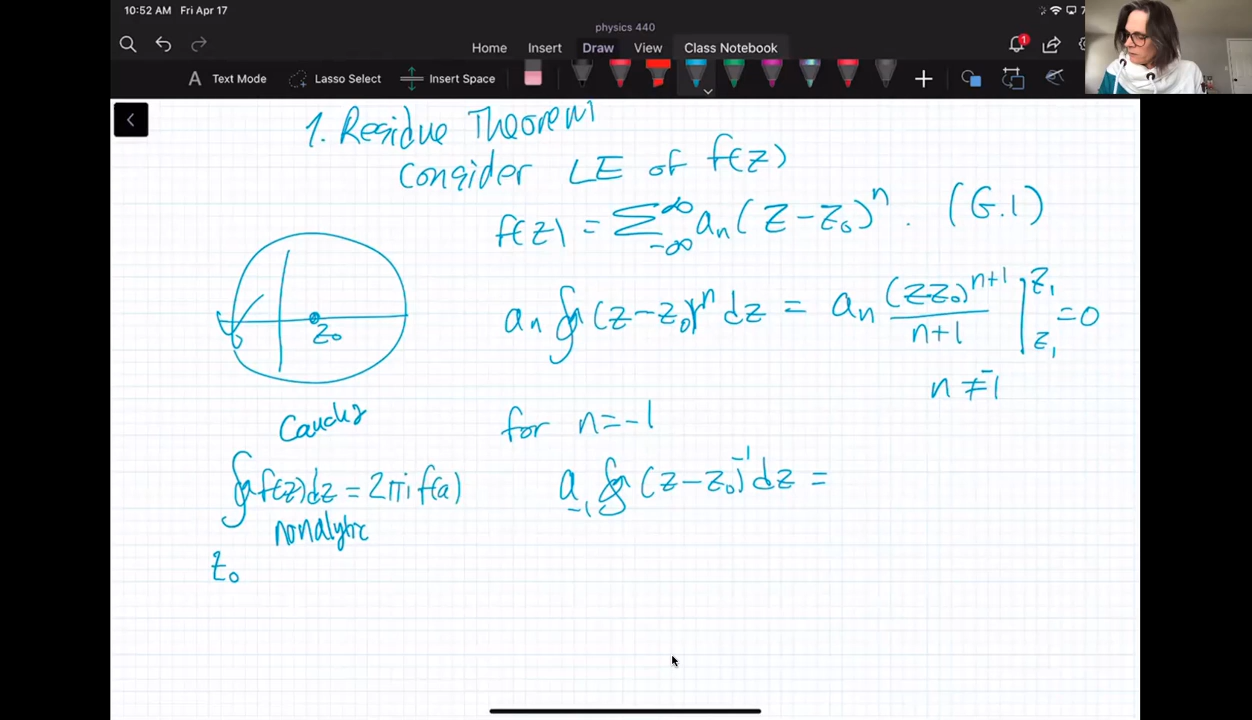 10:52 AM Fri Apr 17
physics 440
Home Insert Draw View Class Notebook
1
A Text Mode Lasso Select Insert Space
1. Residue Theorem
Consider LE of f(z)
f(z) = ∑_{-∞}^{∞} a_n (z-z_0)^n . (G.1)
z_0
a_n ∮ (z-z_0)^n dz = a_n (z-z_0)^{n+1} / n+1 |_{z_1}^{z_1} = 0
n ≠ -1
Cauchy
for n=-1
∮ f(z)dz = 2πi f(a)
a_{-1} ∮ (z-z_0)^{-1} dz =
nonalytic
z_0